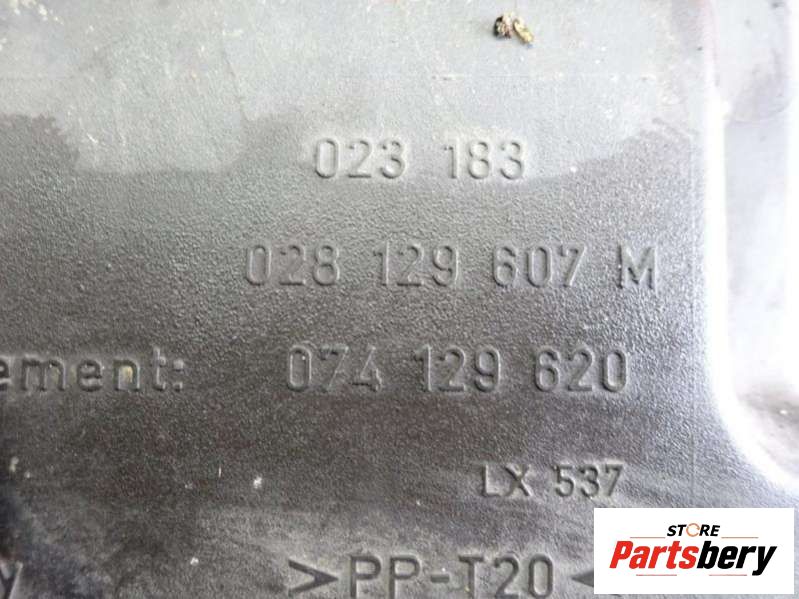 023 183
028 129 607 M
ement: 074 129 620
LX 537
y >PP-T20<
STORE
Partsbery